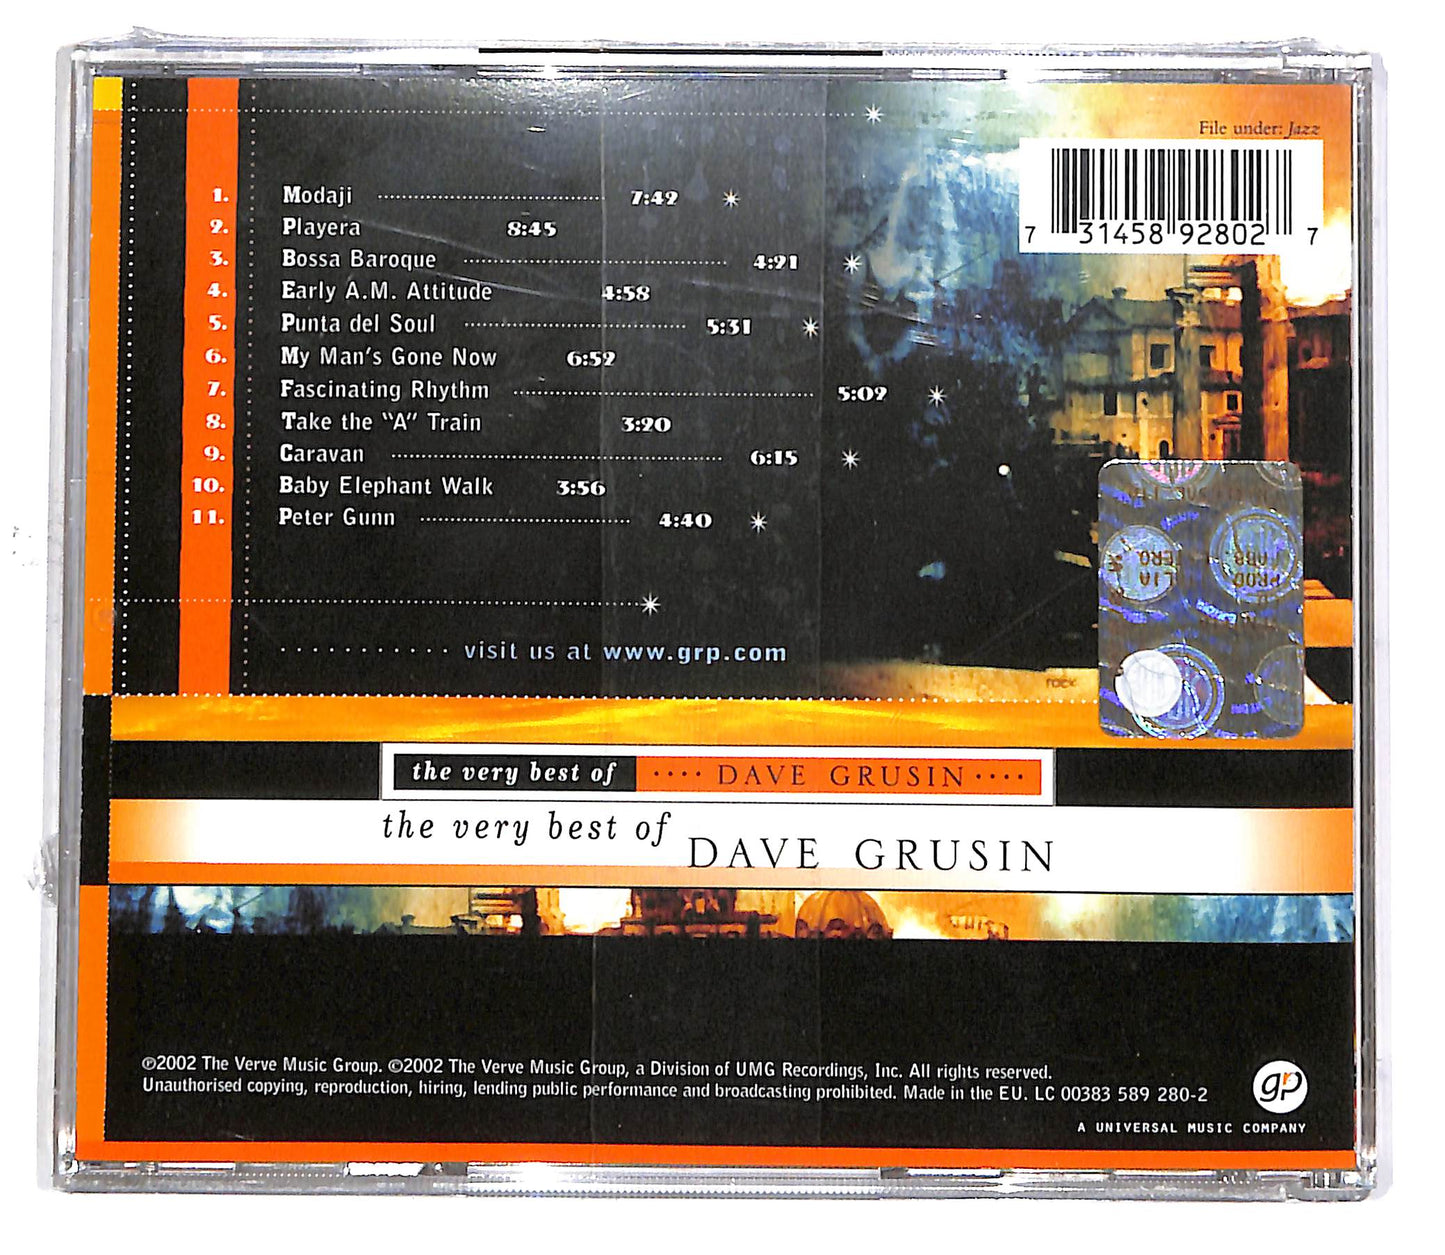 File under: Jazz
7 31458 92802 7
1. Modaji 7:42
2. Playera 8:45
3. Bossa Baroque 4:21
4. Early A.M. Attitude 4:58
5. Punta del Soul 5:31
6. My Man's Gone Now 6:52
7. Fascinating Rhythm 5:02
8. Take the "A" Train 3:20
9. Caravan 6:15
10. Baby Elephant Walk 3:56
11. Peter Gunn 4:40
visit us at www.grp.com
rock
the very best of DAVE GRUSIN
the very best of DAVE GRUSIN
℗2002 The Verve Music Group. ©2002 The Verve Music Group, a Division of UMG Recordings, Inc. All rights reserved.
Unauthorised copying, reproduction, hiring, lending public performance and broadcasting prohibited. Made in the EU. LC 00383 589 280-2
grp
A UNIVERSAL MUSIC COMPANY